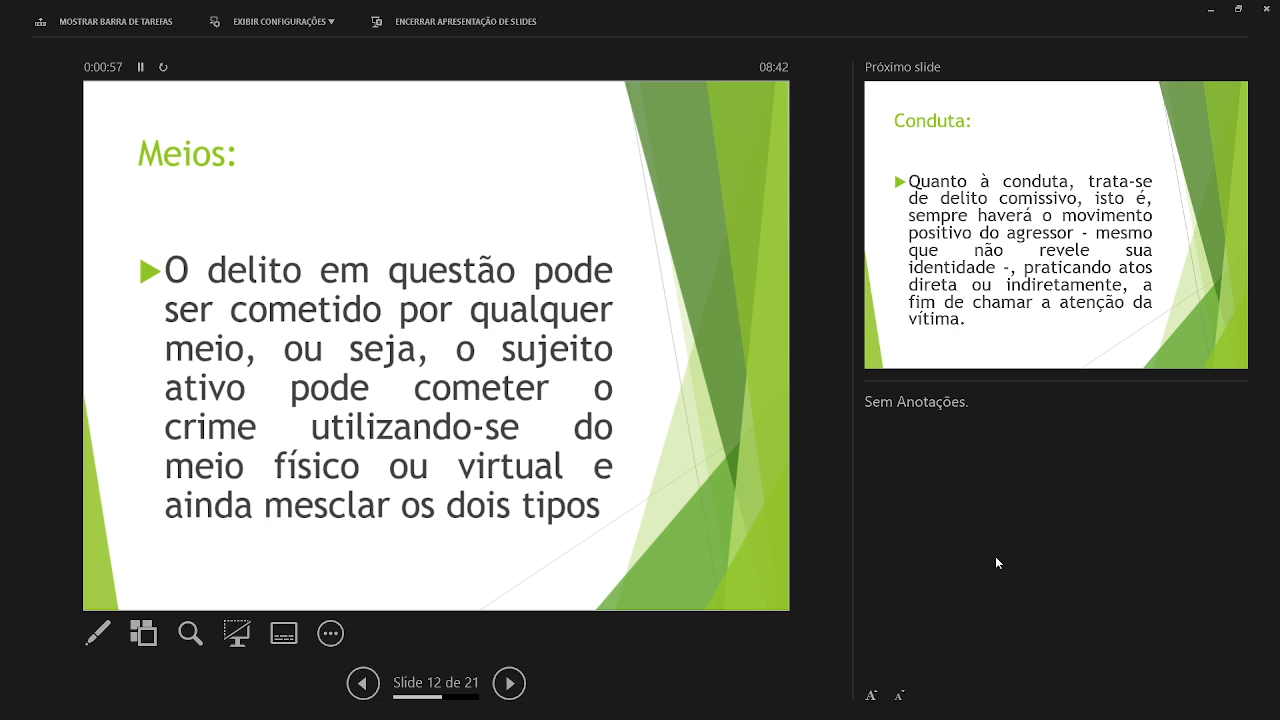 MOSTRAR BARRA DE TAREFAS
EXIBIR CONFIGURAÇÕES ▼
ENCERRAR APRESENTAÇÃO DE SLIDES
0:00:57
08:42
Meios:
O delito em questão pode
ser cometido por qualquer
meio, ou seja, o sujeito
ativo pode cometer o
crime utilizando-se do
meio físico ou virtual e
ainda mesclar os dois tipos
Slide 12 de 21
Próximo slide
Conduta:
Quanto à conduta, trata-se
de delito comissivo, isto é,
sempre haverá o movimento
positivo do agressor - mesmo
que não revele sua
identidade -, praticando atos
direta ou indiretamente, a
fim de chamar a atenção da
vítima.
Sem Anotações.
A A